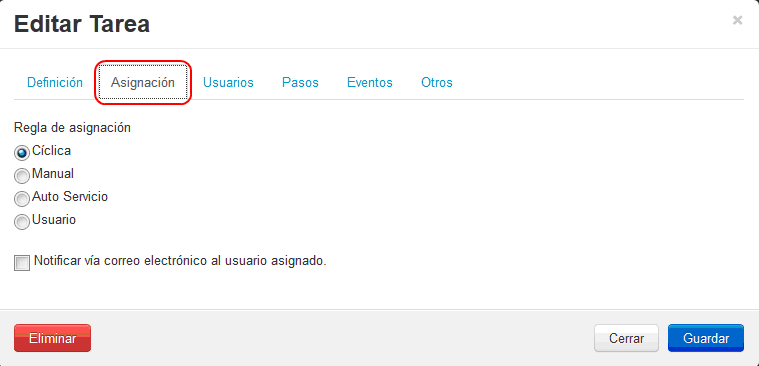 Editar Tarea ×
Definición Asignación Usuarios Pasos Eventos Otros
Regla de asignación
Cíclica
Manual
Auto Servicio
Usuario
Notificar vía correo electrónico al usuario asignado.
Eliminar Cerrar Guardar